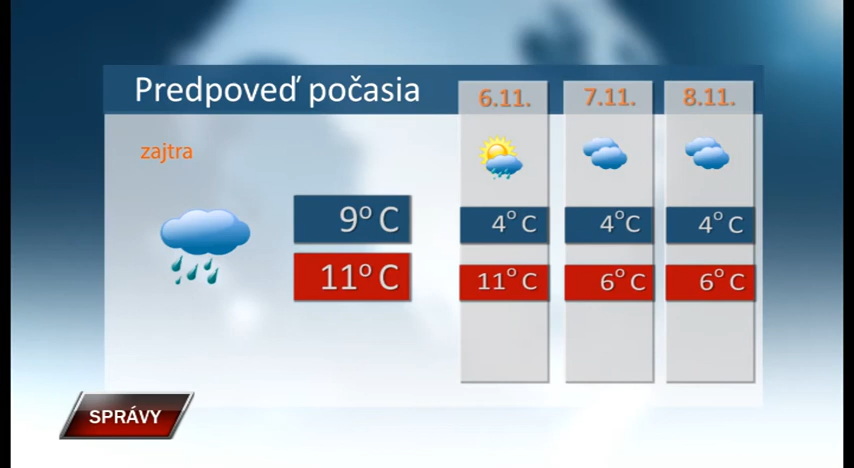 Predpoveď počasia
6.11. 7.11. 8.11.
zajtra
9° C
11° C
4° C 4°C 4° C
11° C 6° C 6° C
SPRÁVY